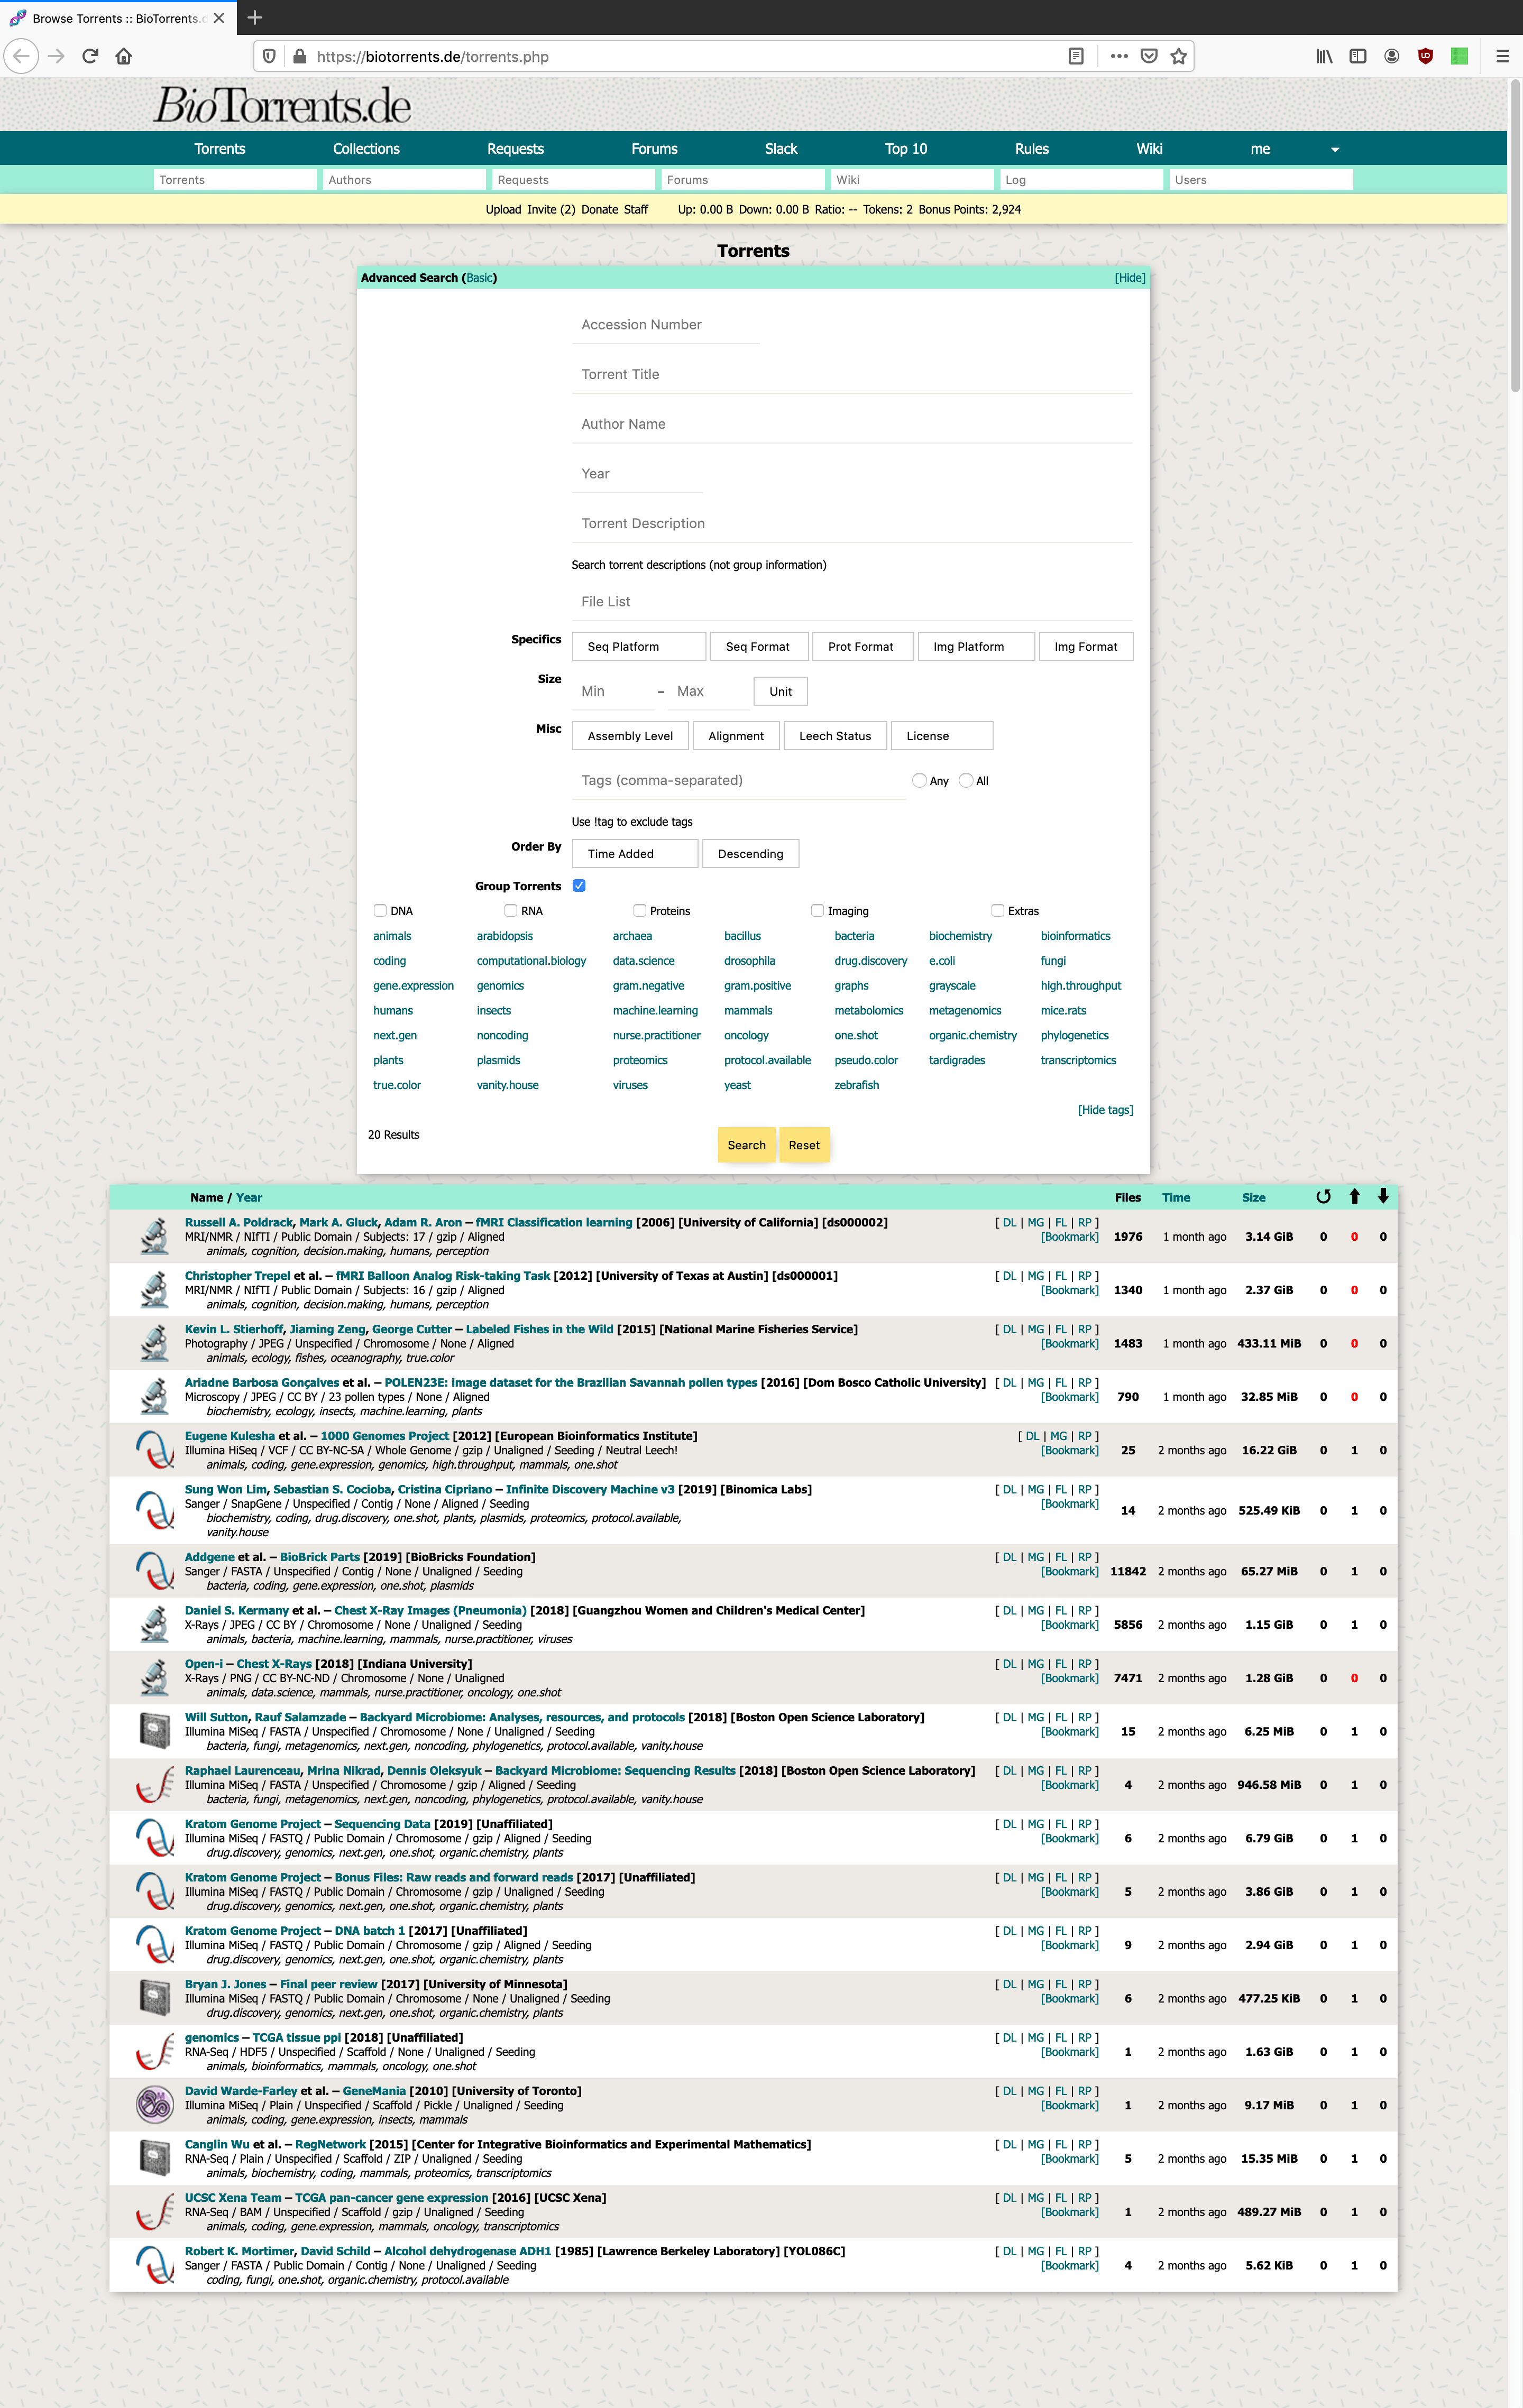 Browse Torrents :: BioTorrents.d
https://biotorrents.de/torrents.php
BioTorrents.de
Torrents Collections Requests Forums Slack Top 10 Rules Wiki me
Torrents Authors Requests Forums Wiki Log Users
Upload Invite (2) Donate Staff Up: 0.00 B Down: 0.00 B Ratio: -- Tokens: 2 Bonus Points: 2,924
Torrents
Advanced Search (Basic) [Hide]
Accession Number
Torrent Title
Author Name
Year
Torrent Description
Search torrent descriptions (not group information)
File List
Specifics Seq Platform Seq Format Prot Format Img Platform Img Format
Size Min – Max Unit
Misc Assembly Level Alignment Leech Status License
Tags (comma-separated) Any All
Use !tag to exclude tags
Order By Time Added Descending
Group Torrents
DNA RNA Proteins Imaging Extras
animals arabidopsis archaea bacillus bacteria biochemistry bioinformatics
coding computational.biology data.science drosophila drug.discovery e.coli fungi
gene.expression genomics gram.negative gram.positive graphs grayscale high.throughput
humans insects machine.learning mammals metabolomics metagenomics mice.rats
next.gen noncoding nurse.practitioner oncology one.shot organic.chemistry phylogenetics
plants plasmids proteomics protocol.available pseudo.color tardigrades transcriptomics
true.color vanity.house viruses yeast zebrafish
[Hide tags]
20 Results Search Reset
Name / Year Files Time Size
Russell A. Poldrack, Mark A. Gluck, Adam R. Aron – fMRI Classification learning [2006] [University of California] [ds000002] [ DL | MG | FL | RP ]
MRI/NMR / NIfTI / Public Domain / Subjects: 17 / gzip / Aligned [Bookmark] 1976 1 month ago 3.14 GiB 0 0 0
animals, cognition, decision.making, humans, perception
Christopher Trepel et al. – fMRI Balloon Analog Risk-taking Task [2012] [University of Texas at Austin] [ds000001] [ DL | MG | FL | RP ]
MRI/NMR / NIfTI / Public Domain / Subjects: 16 / gzip / Aligned [Bookmark] 1340 1 month ago 2.37 GiB 0 0 0
animals, cognition, decision.making, humans, perception
Kevin L. Stierhoff, Jiaming Zeng, George Cutter – Labeled Fishes in the Wild [2015] [National Marine Fisheries Service] [ DL | MG | FL | RP ]
Photography / JPEG / Unspecified / Chromosome / None / Aligned [Bookmark] 1483 1 month ago 433.11 MiB 0 0 0
animals, ecology, fishes, oceanography, true.color
Ariadne Barbosa Gonçalves et al. – POLEN23E: image dataset for the Brazilian Savannah pollen types [2016] [Dom Bosco Catholic University] [ DL | MG | FL | RP ]
Microscopy / JPEG / CC BY / 23 pollen types / None / Aligned [Bookmark] 790 1 month ago 32.85 MiB 0 0 0
biochemistry, ecology, insects, machine.learning, plants
Eugene Kulesha et al. – 1000 Genomes Project [2012] [European Bioinformatics Institute] [ DL | MG | RP ]
Illumina HiSeq / VCF / CC BY-NC-SA / Whole Genome / gzip / Unaligned / Seeding / Neutral Leech! [Bookmark] 25 2 months ago 16.22 GiB 0 1 0
animals, coding, gene.expression, genomics, high.throughput, mammals, one.shot
Sung Won Lim, Sebastian S. Cocioba, Cristina Cipriano – Infinite Discovery Machine v3 [2019] [Binomica Labs] [ DL | MG | FL | RP ]
Sanger / SnapGene / Unspecified / Contig / None / Aligned / Seeding [Bookmark] 14 2 months ago 525.49 KiB 0 1 0
biochemistry, coding, drug.discovery, one.shot, plants, plasmids, proteomics, protocol.available,
vanity.house
Addgene et al. – BioBrick Parts [2019] [BioBricks Foundation] [ DL | MG | FL | RP ]
Sanger / FASTA / Unspecified / Contig / None / Unaligned / Seeding [Bookmark] 11842 2 months ago 65.27 MiB 0 1 0
bacteria, coding, gene.expression, one.shot, plasmids
Daniel S. Kermany et al. – Chest X-Ray Images (Pneumonia) [2018] [Guangzhou Women and Children's Medical Center] [ DL | MG | FL | RP ]
X-Rays / JPEG / CC BY / Chromosome / None / Unaligned / Seeding [Bookmark] 5856 2 months ago 1.15 GiB 0 1 0
animals, bacteria, machine.learning, mammals, nurse.practitioner, viruses
Open-i – Chest X-Rays [2018] [Indiana University] [ DL | MG | FL | RP ]
X-Rays / PNG / CC BY-NC-ND / Chromosome / None / Unaligned [Bookmark] 7471 2 months ago 1.28 GiB 0 0 0
animals, data.science, mammals, nurse.practitioner, oncology, one.shot
Will Sutton, Rauf Salamzade – Backyard Microbiome: Analyses, resources, and protocols [2018] [Boston Open Science Laboratory] [ DL | MG | FL | RP ]
Illumina MiSeq / FASTA / Unspecified / Chromosome / None / Unaligned / Seeding [Bookmark] 15 2 months ago 6.25 MiB 0 1 0
bacteria, fungi, metagenomics, next.gen, noncoding, phylogenetics, protocol.available, vanity.house
Raphael Laurenceau, Mrina Nikrad, Dennis Oleksyuk – Backyard Microbiome: Sequencing Results [2018] [Boston Open Science Laboratory] [ DL | MG | FL | RP ]
Illumina MiSeq / FASTA / Unspecified / Chromosome / gzip / Aligned / Seeding [Bookmark] 4 2 months ago 946.58 MiB 0 1 0
bacteria, fungi, metagenomics, next.gen, noncoding, phylogenetics, protocol.available, vanity.house
Kratom Genome Project – Sequencing Data [2019] [Unaffiliated] [ DL | MG | FL | RP ]
Illumina MiSeq / FASTQ / Public Domain / Chromosome / gzip / Aligned / Seeding [Bookmark] 6 2 months ago 6.79 GiB 0 1 0
drug.discovery, genomics, next.gen, one.shot, organic.chemistry, plants
Kratom Genome Project – Bonus Files: Raw reads and forward reads [2017] [Unaffiliated] [ DL | MG | FL | RP ]
Illumina MiSeq / FASTQ / Public Domain / Chromosome / gzip / Unaligned / Seeding [Bookmark] 5 2 months ago 3.86 GiB 0 1 0
drug.discovery, genomics, next.gen, one.shot, organic.chemistry, plants
Kratom Genome Project – DNA batch 1 [2017] [Unaffiliated] [ DL | MG | FL | RP ]
Illumina MiSeq / FASTQ / Public Domain / Chromosome / gzip / Aligned / Seeding [Bookmark] 9 2 months ago 2.94 GiB 0 1 0
drug.discovery, genomics, next.gen, one.shot, organic.chemistry, plants
Bryan J. Jones – Final peer review [2017] [University of Minnesota] [ DL | MG | FL | RP ]
Illumina MiSeq / FASTQ / Public Domain / Chromosome / None / Unaligned / Seeding [Bookmark] 6 2 months ago 477.25 KiB 0 1 0
drug.discovery, genomics, next.gen, one.shot, organic.chemistry, plants
genomics – TCGA tissue ppi [2018] [Unaffiliated] [ DL | MG | FL | RP ]
RNA-Seq / HDF5 / Unspecified / Scaffold / None / Unaligned / Seeding [Bookmark] 1 2 months ago 1.63 GiB 0 1 0
animals, bioinformatics, mammals, oncology, one.shot
David Warde-Farley et al. – GeneMania [2010] [University of Toronto] [ DL | MG | FL | RP ]
Illumina MiSeq / Plain / Unspecified / Scaffold / Pickle / Unaligned / Seeding [Bookmark] 1 2 months ago 9.17 MiB 0 1 0
animals, coding, gene.expression, insects, mammals
Canglin Wu et al. – RegNetwork [2015] [Center for Integrative Bioinformatics and Experimental Mathematics] [ DL | MG | FL | RP ]
RNA-Seq / Plain / Unspecified / Scaffold / ZIP / Unaligned / Seeding [Bookmark] 5 2 months ago 15.35 MiB 0 1 0
animals, biochemistry, coding, mammals, proteomics, transcriptomics
UCSC Xena Team – TCGA pan-cancer gene expression [2016] [UCSC Xena] [ DL | MG | FL | RP ]
RNA-Seq / BAM / Unspecified / Scaffold / gzip / Unaligned / Seeding [Bookmark] 1 2 months ago 489.27 MiB 0 1 0
animals, coding, gene.expression, mammals, oncology, transcriptomics
Robert K. Mortimer, David Schild – Alcohol dehydrogenase ADH1 [1985] [Lawrence Berkeley Laboratory] [YOL086C] [ DL | MG | FL | RP ]
Sanger / FASTA / Public Domain / Contig / None / Unaligned / Seeding [Bookmark] 4 2 months ago 5.62 KiB 0 1 0
coding, fungi, one.shot, organic.chemistry, protocol.available